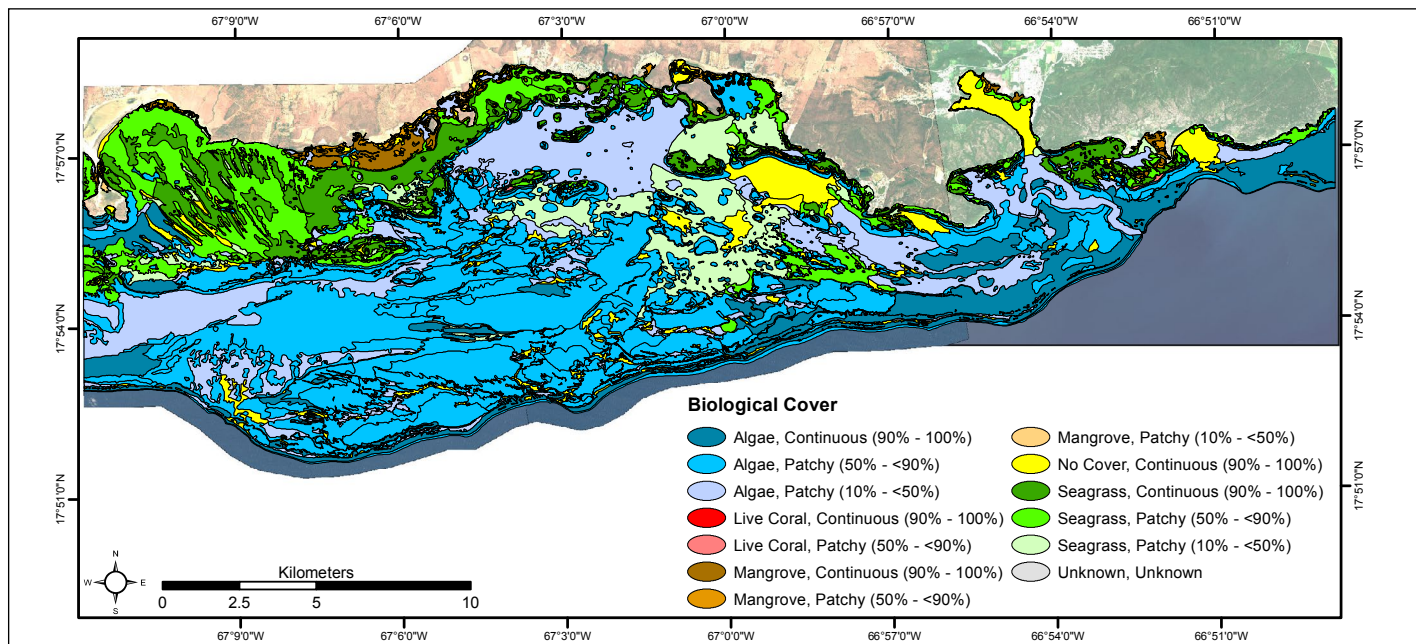 67°9'0"W 67°6'0"W 67°3'0"W 67°0'0"W 66°57'0"W 66°54'0"W 66°51'0"W
17°57'0"N 17°57'0"N
17°54'0"N 17°54'0"N
17°51'0"N 17°51'0"N
Biological Cover
Algae, Continuous (90% - 100%)
Algae, Patchy (50% - <90%)
Algae, Patchy (10% - <50%)
Live Coral, Continuous (90% - 100%)
Live Coral, Patchy (50% - <90%)
Mangrove, Continuous (90% - 100%)
Mangrove, Patchy (50% - <90%)
Mangrove, Patchy (10% - <50%)
No Cover, Continuous (90% - 100%)
Seagrass, Continuous (90% - 100%)
Seagrass, Patchy (50% - <90%)
Seagrass, Patchy (10% - <50%)
Unknown, Unknown
N
W E
S
Kilometers
0 2.5 5 10
67°9'0"W 67°6'0"W 67°3'0"W 67°0'0"W 66°57'0"W 66°54'0"W 66°51'0"W